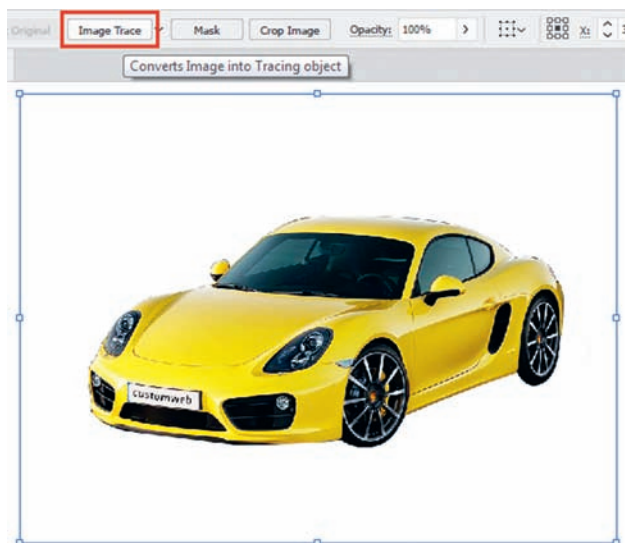 Original Image Trace Mask Crop Image Opacity: 100% X:
Converts Image into Tracing object
customweb